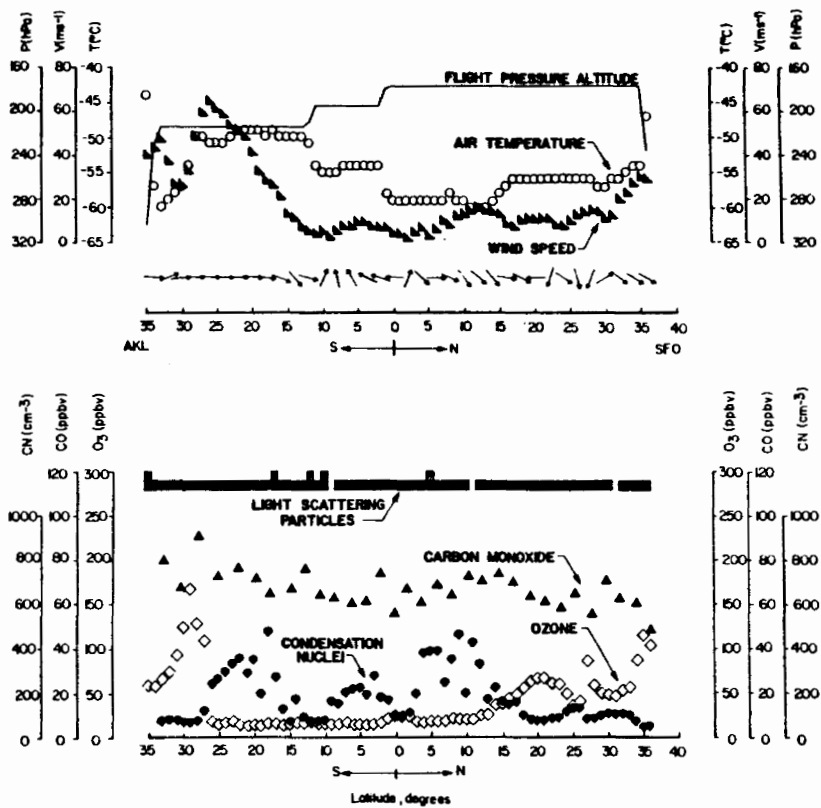 P(hPa) V(ms⁻¹) T(°C)
T(°C) V(ms⁻¹) P(hPa)
160 80 -40
-40 80 160
-45
-45
200 60
60 200
-50
-50
240 40
40 240
-55
-55
280 20
20 280
-60
-60
320 0 -65
-65 0 320
FLIGHT PRESSURE ALTITUDE
AIR TEMPERATURE
WIND SPEED
35 30 25 20 15 10 5 0 5 10 15 20 25 30 35 40
AKL S N SFO
CN (cm⁻³) CO (ppbv) O₃ (ppbv)
O₃ (ppbv) CO (ppbv) CN (cm⁻³)
120 300
300 120
1000 100 250
250 100 1000
800 80 200
200 80 800
600 60 150
150 60 600
400 40 100
100 40 400
200 20 50
50 20 200
0 0 0
0 0 0
LIGHT SCATTERING
PARTICLES
CARBON MONOXIDE
OZONE
CONDENSATION
NUCLEI
35 30 25 20 15 10 5 0 5 10 15 20 25 30 35 40
S N
Latitude, degrees